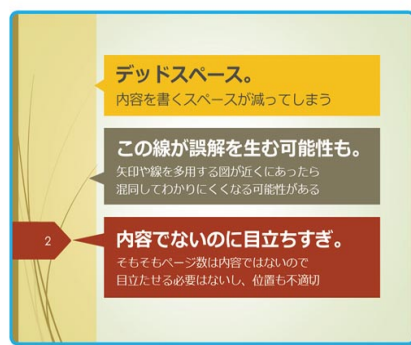 デッドスペース。
内容を書くスペースが減ってしまう
この線が誤解を生む可能性も。
矢印や線を多用する図が近くにあったら
混同してわかりにくくなる可能性がある
2
内容でないのに目立ちすぎ。
そもそもページ数は内容ではないので
目立たせる必要はないし、位置も不適切